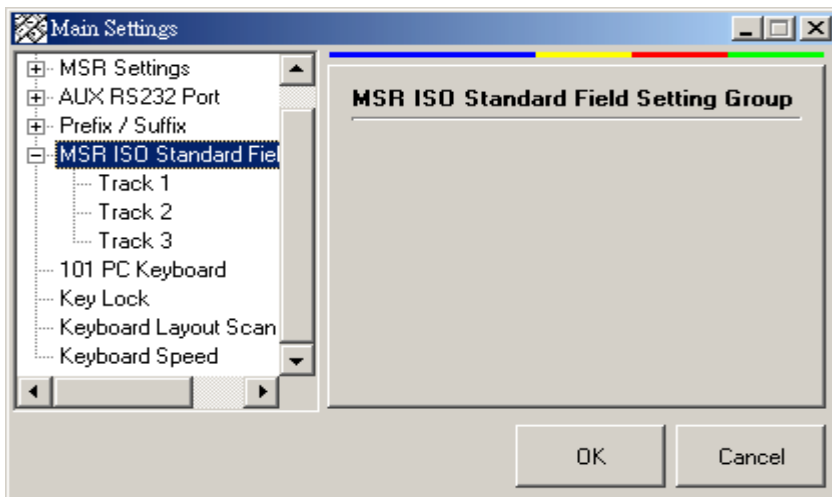 Main Settings
MSR Settings
AUX RS232 Port
Prefix / Suffix
MSR ISO Standard Fiel
Track 1
Track 2
Track 3
101 PC Keyboard
Key Lock
Keyboard Layout Scan
Keyboard Speed
MSR ISO Standard Field Setting Group
OK
Cancel